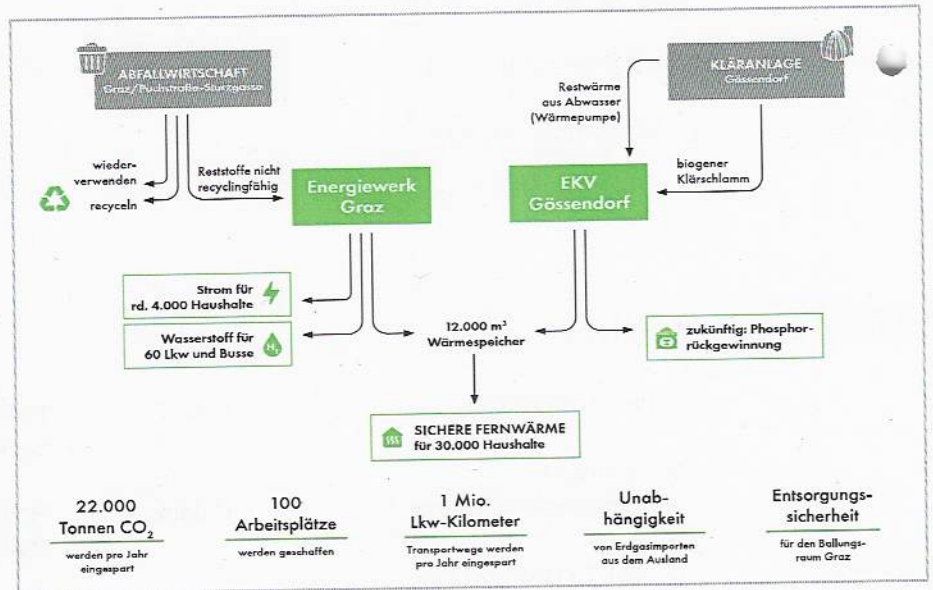 ABFALLWIRTSCHAFT
Graz/Puchstraße-Sturzgasse
KLÄRANLAGE
Gössendorf
Restwärme
aus Abwasser
(Wärmepumpe)
wieder-
verwenden
recyceln
Reststoffe nicht
recyclingfähig
Energiewerk
Graz
EKV
Gössendorf
biogener
Klärschlamm
Strom für
rd. 4.000 Haushalte
Wasserstoff für
60 Lkw und Busse
H₂
12.000 m³
Wärmespeicher
zukünftig: Phosphor-
rückgewinnung
SICHERE FERNWÄRME
für 30.000 Haushalte
22.000
Tonnen CO₂
werden pro Jahr
eingespart
100
Arbeitsplätze
werden geschaffen
1 Mio.
Lkw-Kilometer
Transportwege werden
pro Jahr eingespart
Unab-
hängigkeit
von Erdgasimporten
aus dem Ausland
Entsorgungs-
sicherheit
für den Ballungs-
raum Graz